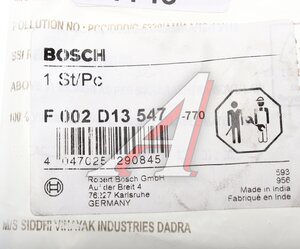 BOSCH
1 St/Pc
F 002 D13 547 -770
4 047025 290845
Robert Bosch GmbH
Auf der Breit 4
76227 Karlsruhe
GERMANY
593
956
Made in India
Fabriqué en Inde
M/S SIDDHI VINAYAK INDUSTRIES DADRA